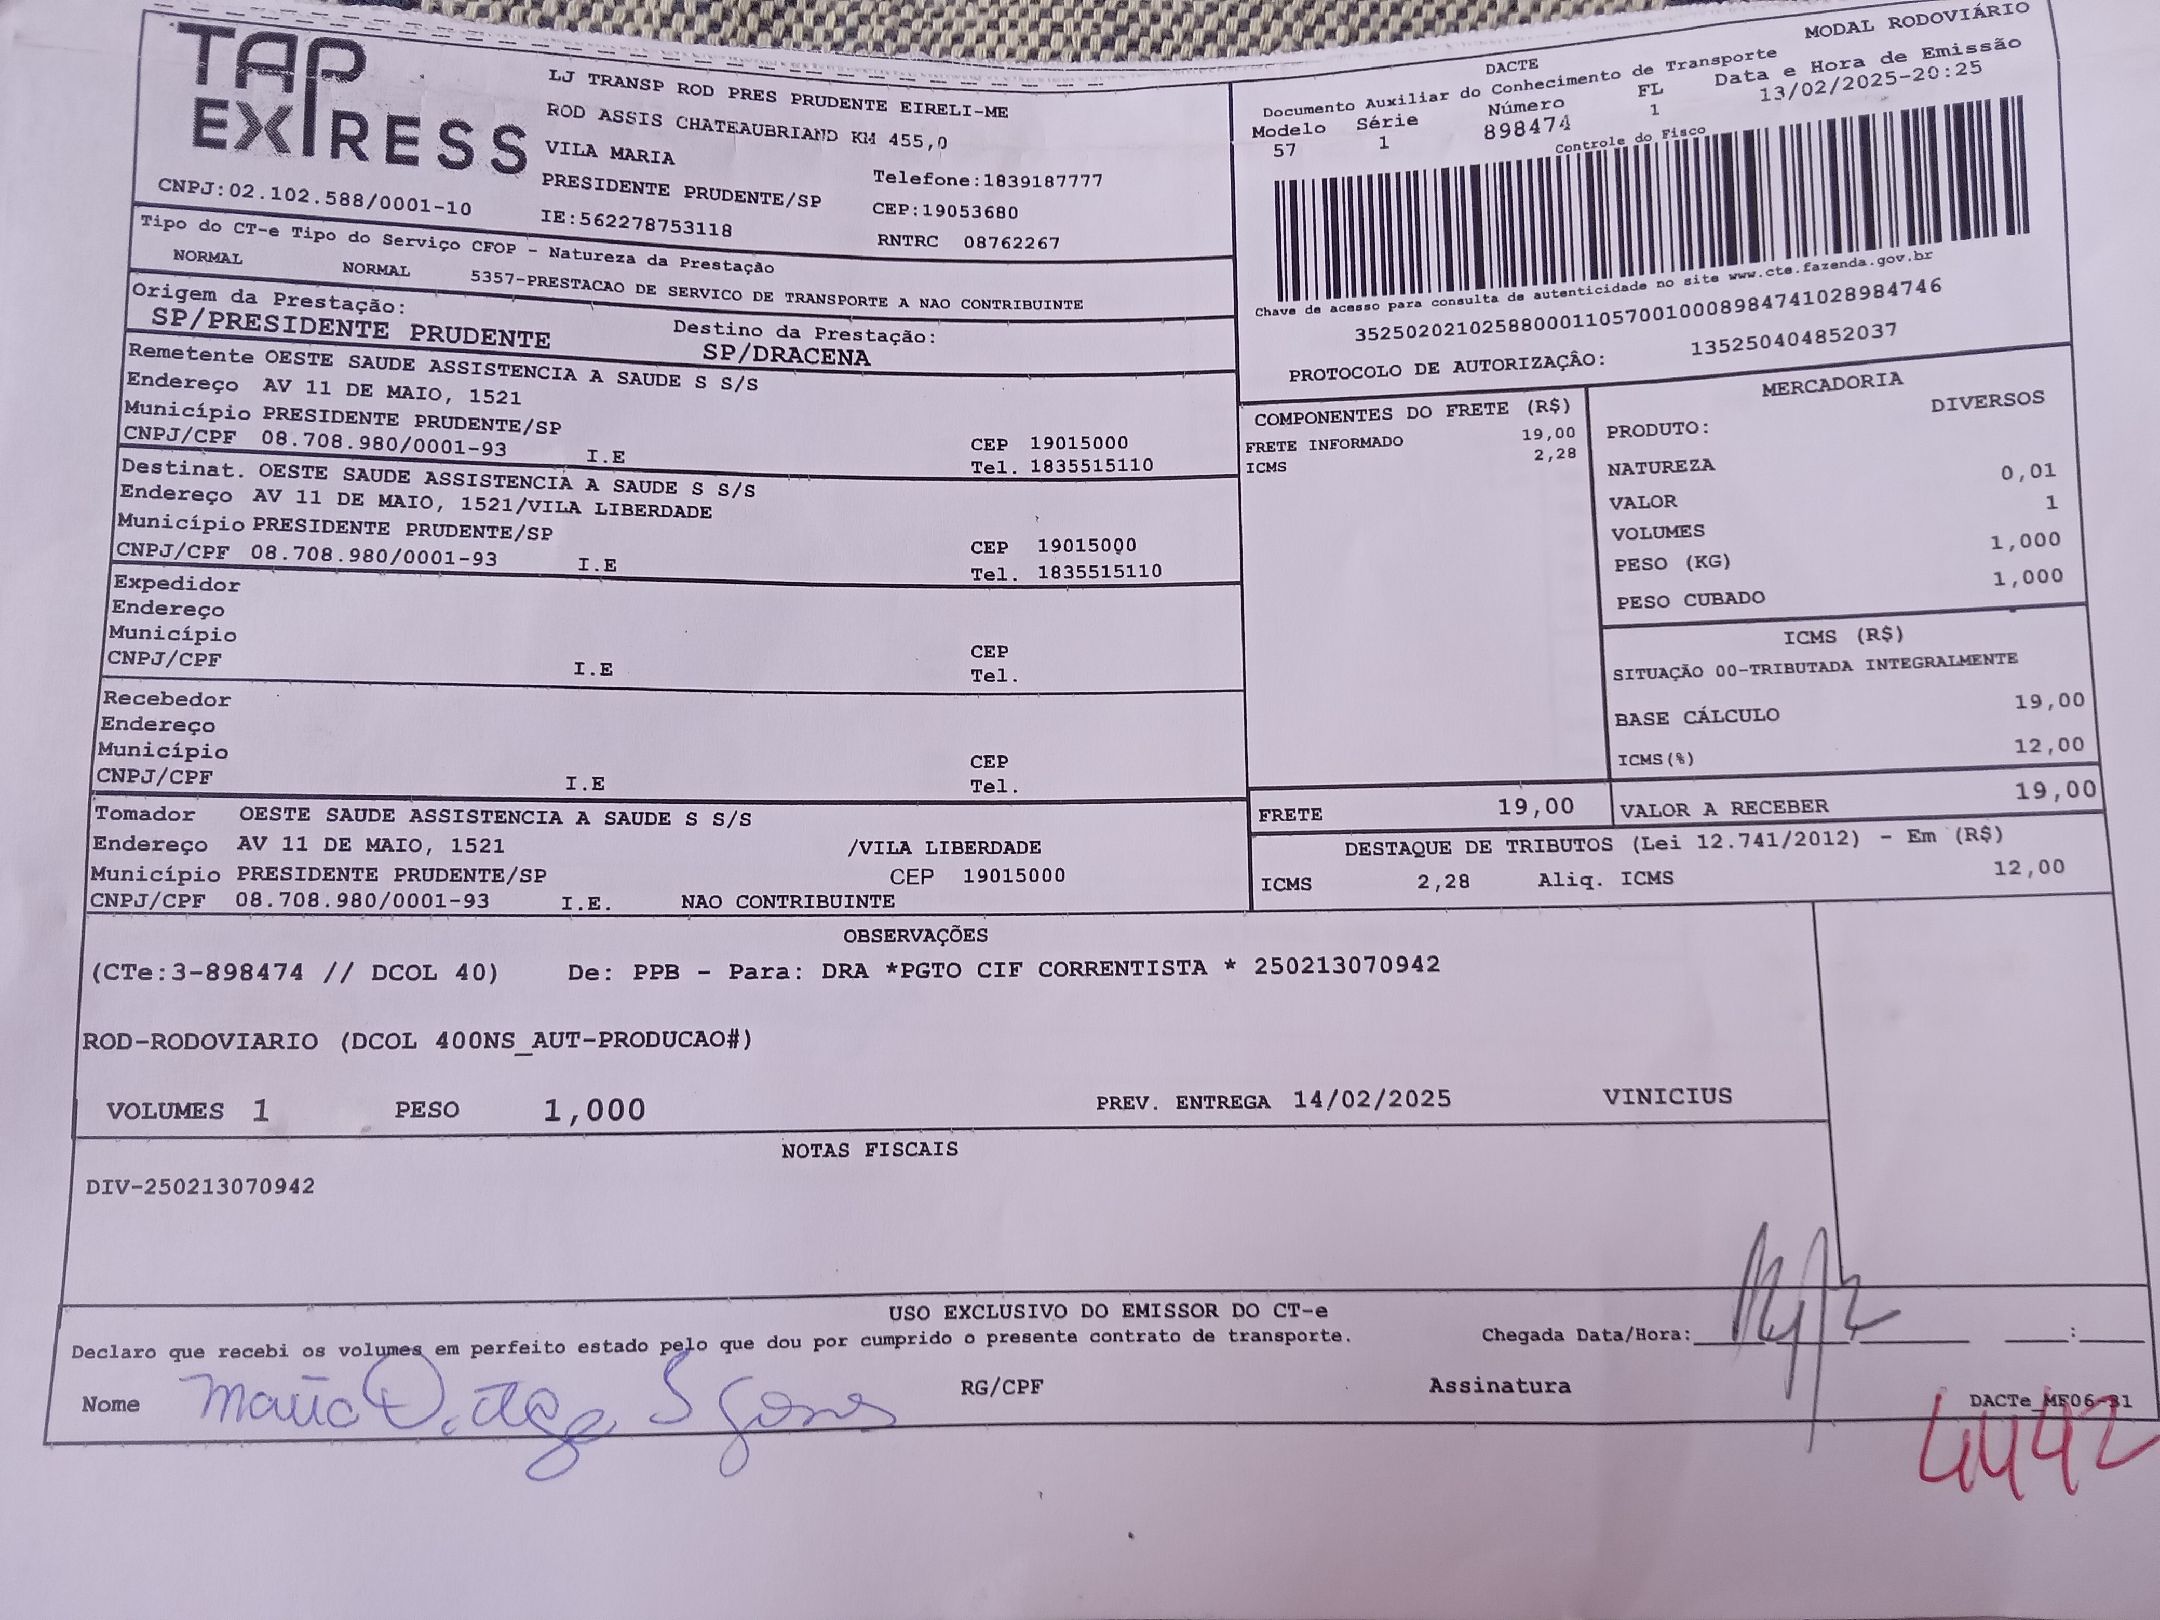 TAP
EXPRESS
CNPJ:02.102.588/0001-10
LJ TRANSP ROD PRES PRUDENTE EIRELI-ME
ROD ASSIS CHATEAUBRIAND KM 455,0
VILA MARIA
PRESIDENTE PRUDENTE/SP
IE:562278753118
Telefone:1839187777
CEP:19053680
RNTRC 08762267
DACTE
MODAL RODOVIÁRIO
Documento Auxiliar do Conhecimento de Transporte
Modelo Série Número FL Data e Hora de Emissão
57 1 898474 1 13/02/2025-20:25
Controle do Fisco
Chave de acesso para consulta de autenticidade no site www.cte.fazenda.gov.br
35250202102588000110570010008984741028984746
PROTOCOLO DE AUTORIZAÇÂO: 135250404852037
Tipo do CT-e Tipo do Serviço CFOP - Natureza da Prestação
NORMAL NORMAL 5357-PRESTACAO DE SERVICO DE TRANSPORTE A NAO CONTRIBUINTE
Origem da Prestação: Destino da Prestação:
SP/PRESIDENTE PRUDENTE SP/DRACENA
Remetente OESTE SAUDE ASSISTENCIA A SAUDE S S/S
Endereço AV 11 DE MAIO, 1521
Município PRESIDENTE PRUDENTE/SP CEP 19015000
CNPJ/CPF 08.708.980/0001-93 I.E Tel. 1835515110
Destinat. OESTE SAUDE ASSISTENCIA A SAUDE S S/S
Endereço AV 11 DE MAIO, 1521/VILA LIBERDADE
Município PRESIDENTE PRUDENTE/SP CEP 19015000
CNPJ/CPF 08.708.980/0001-93 I.E Tel. 1835515110
Expedidor
Endereço
Município CEP
CNPJ/CPF I.E Tel.
Recebedor
Endereço
Município CEP
CNPJ/CPF I.E Tel.
Tomador OESTE SAUDE ASSISTENCIA A SAUDE S S/S
Endereço AV 11 DE MAIO, 1521 /VILA LIBERDADE
Município PRESIDENTE PRUDENTE/SP CEP 19015000
CNPJ/CPF 08.708.980/0001-93 I.E. NAO CONTRIBUINTE
COMPONENTES DO FRETE (R$)
FRETE INFORMADO 19,00
ICMS 2,28
MERCADORIA
PRODUTO: DIVERSOS
NATUREZA
VALOR 0,01
VOLUMES 1
PESO (KG) 1,000
PESO CUBADO 1,000
ICMS (R$)
SITUAÇÃO 00-TRIBUTADA INTEGRALMENTE
BASE CÁLCULO 19,00
ICMS(%) 12,00
FRETE 19,00 VALOR A RECEBER 19,00
DESTAQUE DE TRIBUTOS (Lei 12.741/2012) - Em (R$)
ICMS 2,28 Aliq. ICMS 12,00
OBSERVAÇÕES
(CTe:3-898474 // DCOL 40) De: PPB - Para: DRA *PGTO CIF CORRENTISTA * 250213070942
ROD-RODOVIARIO (DCOL 400NS_AUT-PRODUCAO#)
VOLUMES 1 PESO 1,000 PREV. ENTREGA 14/02/2025 VINICIUS
NOTAS FISCAIS
DIV-250213070942
USO EXCLUSIVO DO EMISSOR DO CT-e
Declaro que recebi os volumes em perfeito estado pelo que dou por cumprido o presente contrato de transporte. Chegada Data/Hora: :
Nome RG/CPF Assinatura
DACTe_MF06-31
4442